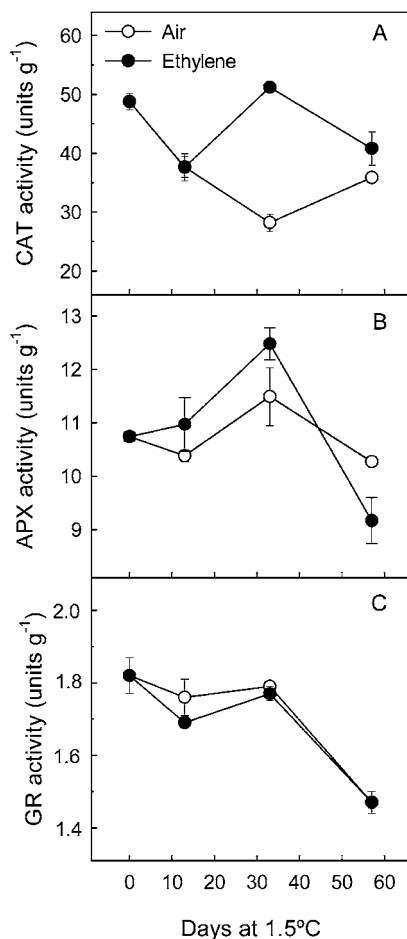 A
Air
Ethylene
60
50
40
30
20
CAT activity (units g⁻¹)
B
13
12
11
10
9
APX activity (units g⁻¹)
C
2.0
1.8
1.6
1.4
GR activity (units g⁻¹)
0 10 20 30 40 50 60
Days at 1.5ºC